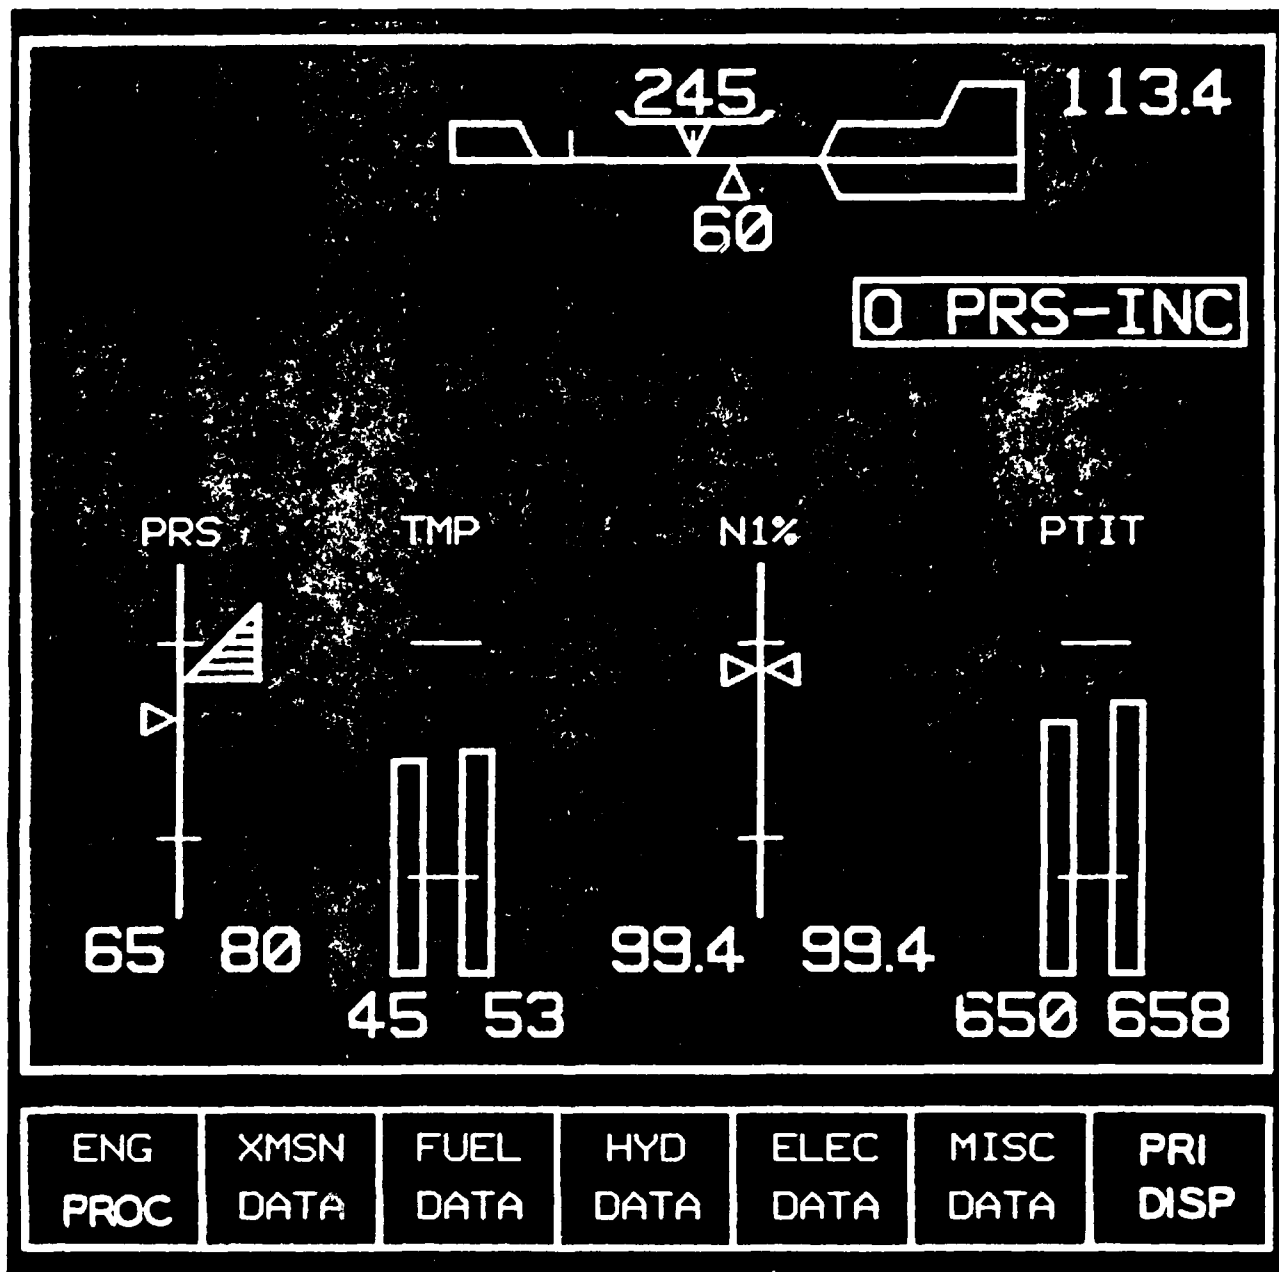 245
113.4
60
O PRS-INC
PRS TMP N1% PTIT
65 80 99.4 99.4
45 53 650 658
ENG PROC
XMSN DATA
FUEL DATA
HYD DATA
ELEC DATA
MISC DATA
PRI DISP